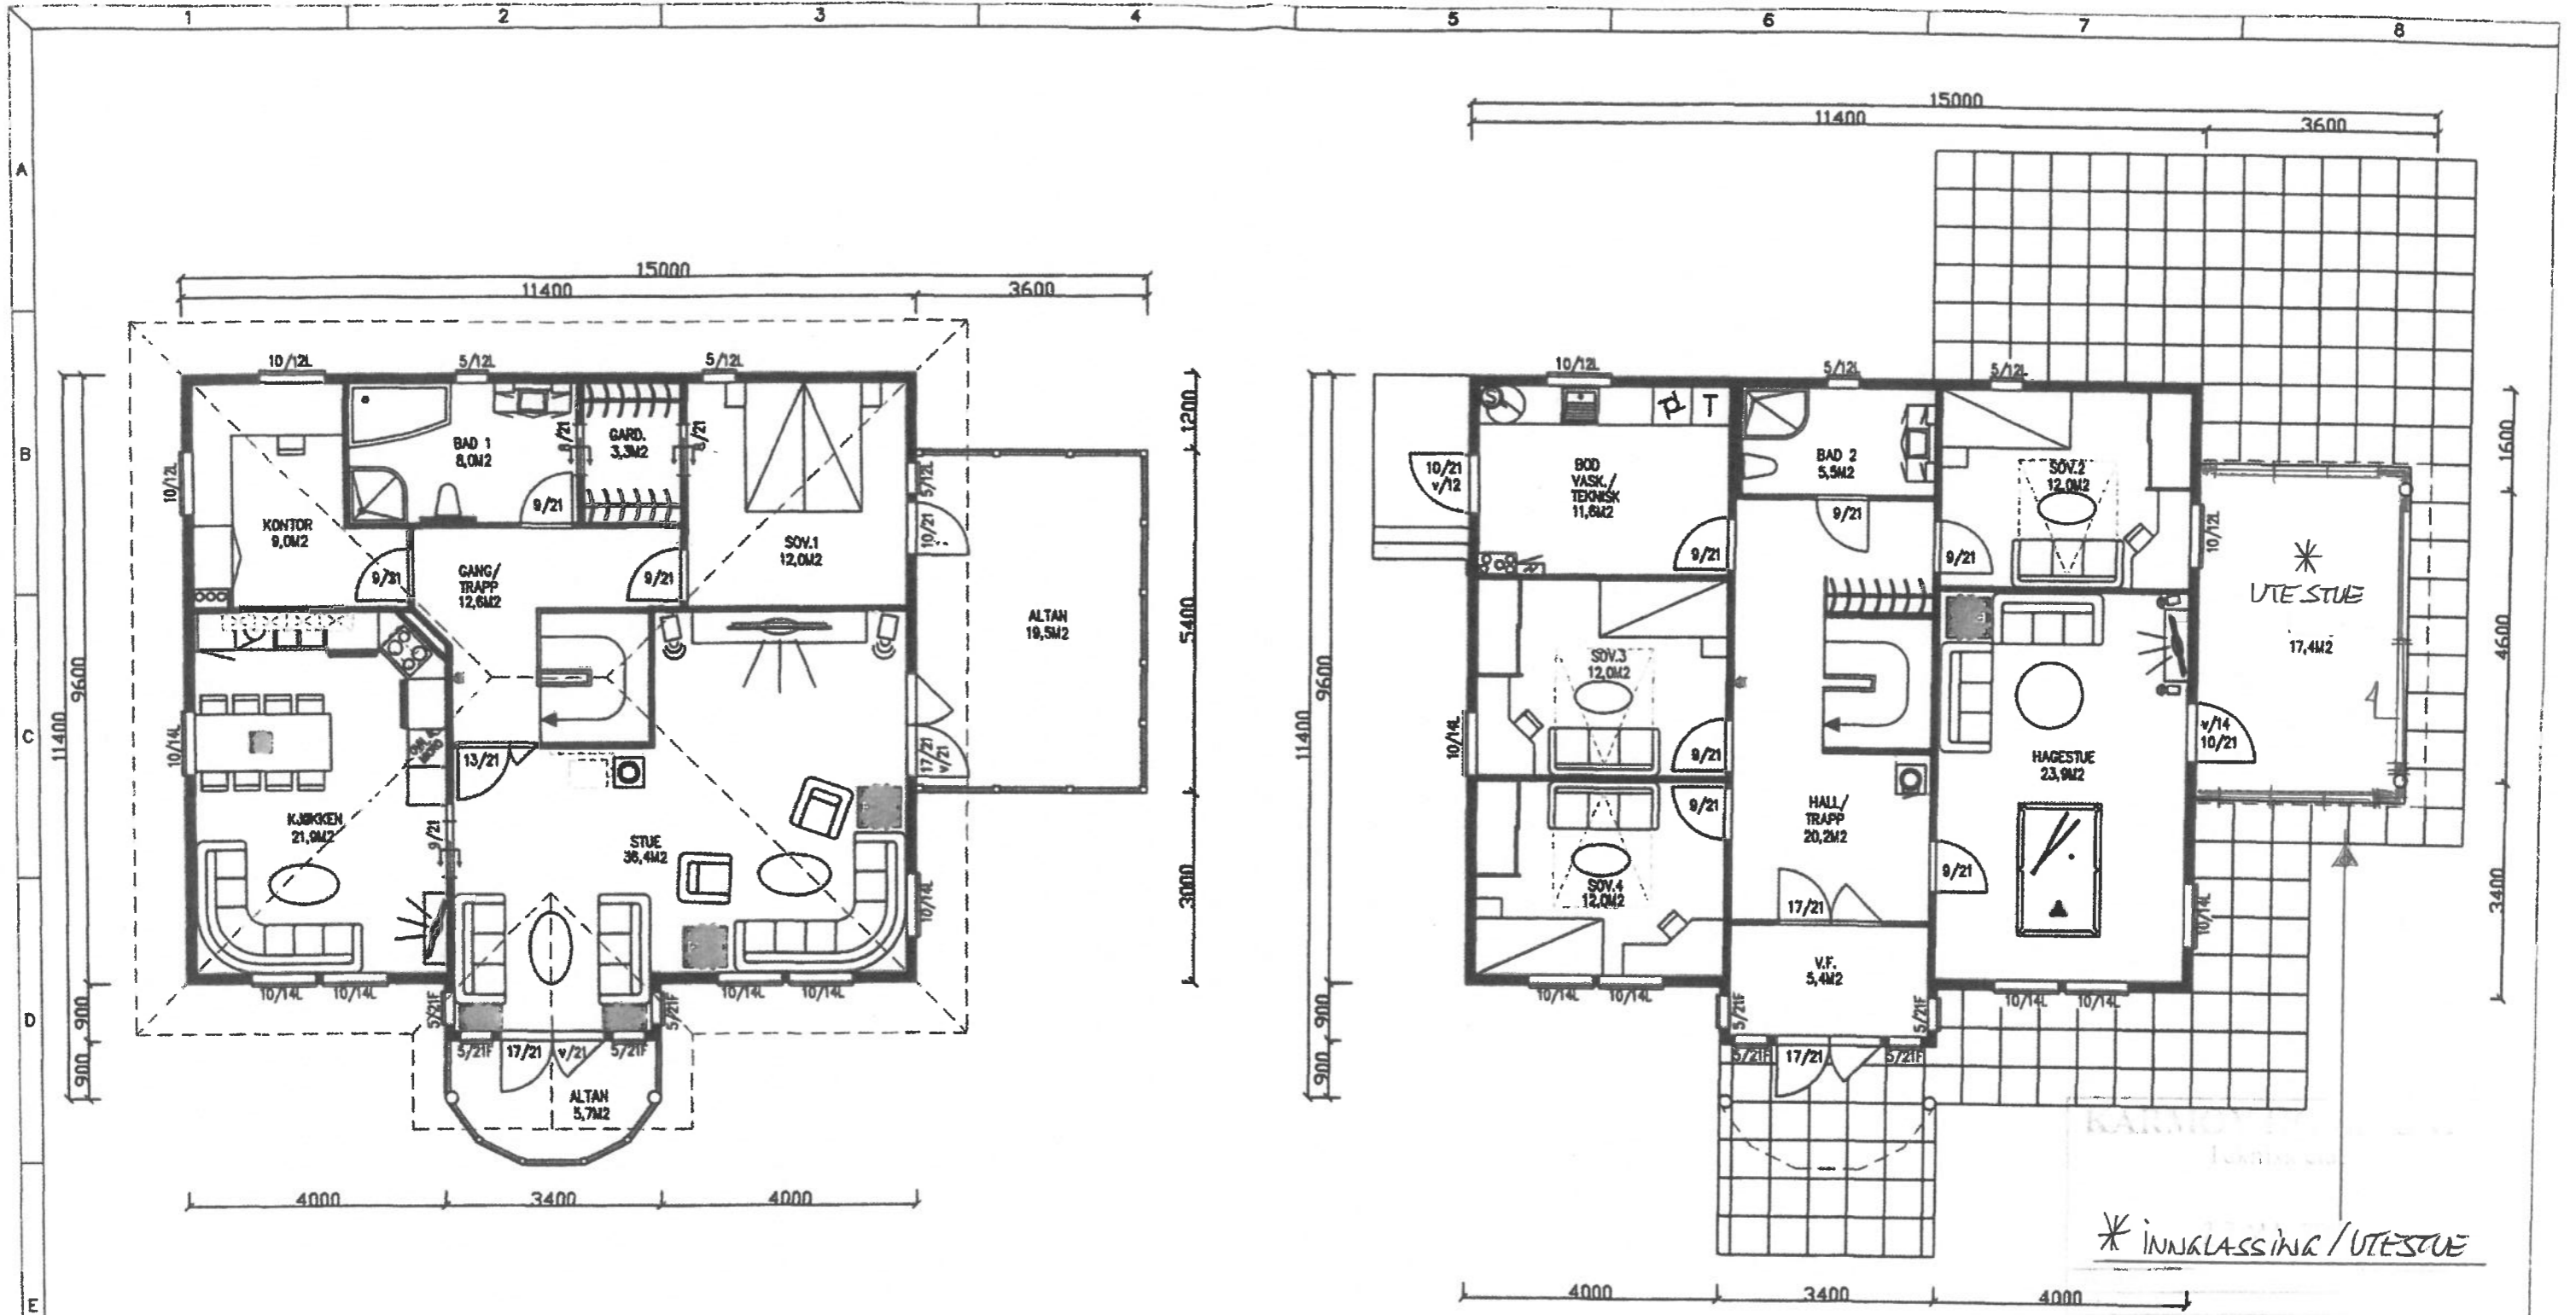 1 2 3 4 5 6 7 8
A
B
C
D
E
15000
11400 3600
10/12L 5/12L 5/12L
10/12L
BAD 1
8,0M2
8/21
GARD.
3,3M2
8/21
9/21
5/12L
10/21
KONTOR
9,0M2
9/21
GANG/
TRAPP
12,6M2
9/21
SOV.1
12,0M2
ALTAN
19,5M2
1200
5400
3000
9600
11400
900
900
10/14L
13/21
17/21
v/21
KJØKKEN
21,9M2
9/21
STUE
36,4M2
10/14L
10/14L 10/14L
10/14L 10/14L
5/21F
5/21F
5/21F 17/21 v/21 5/21F
ALTAN
5,7M2
4000 3400 4000
15000
11400 3600
10/12L 5/12L 5/12L
10/21
v/12
S
T
BOD
VASK./
TEKNISK
11,6M2
9/21
BAD 2
5,5M2
9/21
SOV.2
12,0M2
9/21
10/12L
* UTESTUE
17,4M2
1600
4600
3400
9600
11400
900
900
SOV.3
12,0M2
9/21
10/14L
9/21
SOV.4
12,0M2
HALL/
TRAPP
20,2M2
17/21
HAGESTUE
23,9M2
v/14
10/21
9/21
10/14L
V.F.
5,4M2
10/14L 10/14L
10/14L 10/14L
5/21F
5/21F
5/21F 17/21 5/21F
* INNGLASSING / UTESTUE
4000 3400 4000